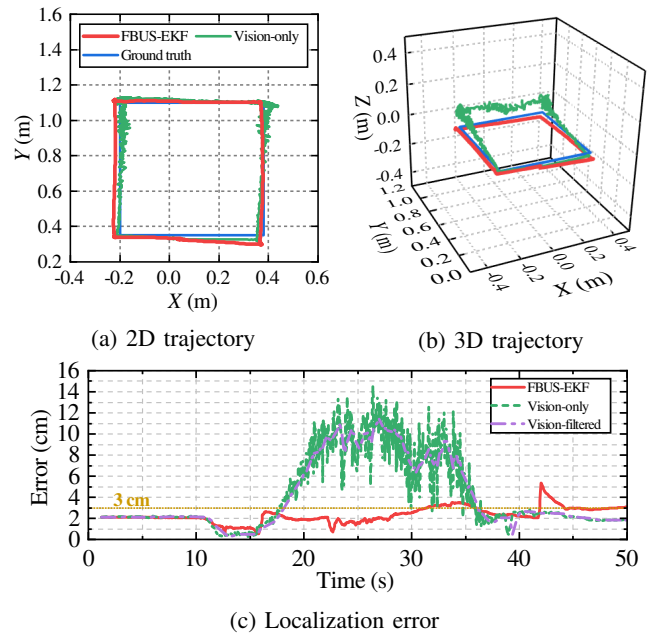 FBUS-EKF
Vision-only
Ground truth
1.4
1.2
1.0
0.8
0.6
0.4
0.2
Y (m)
-0.4 -0.2 0.0 0.2 0.4 0.6
X (m)
(a) 2D trajectory
0.4
0.2
0.0
-0.2
-0.4
Z (m)
1.2
1.0
0.8
0.6
0.4
0.2
0.0
Y (m)
-0.4
-0.2
0.0
0.2
0.4
X (m)
(b) 3D trajectory
16
14
12
10
8
6
4
2
0
Error (cm)
3 cm
FBUS-EKF
Vision-only
Vision-filtered
0 10 20 30 40 50
Time (s)
(c) Localization error